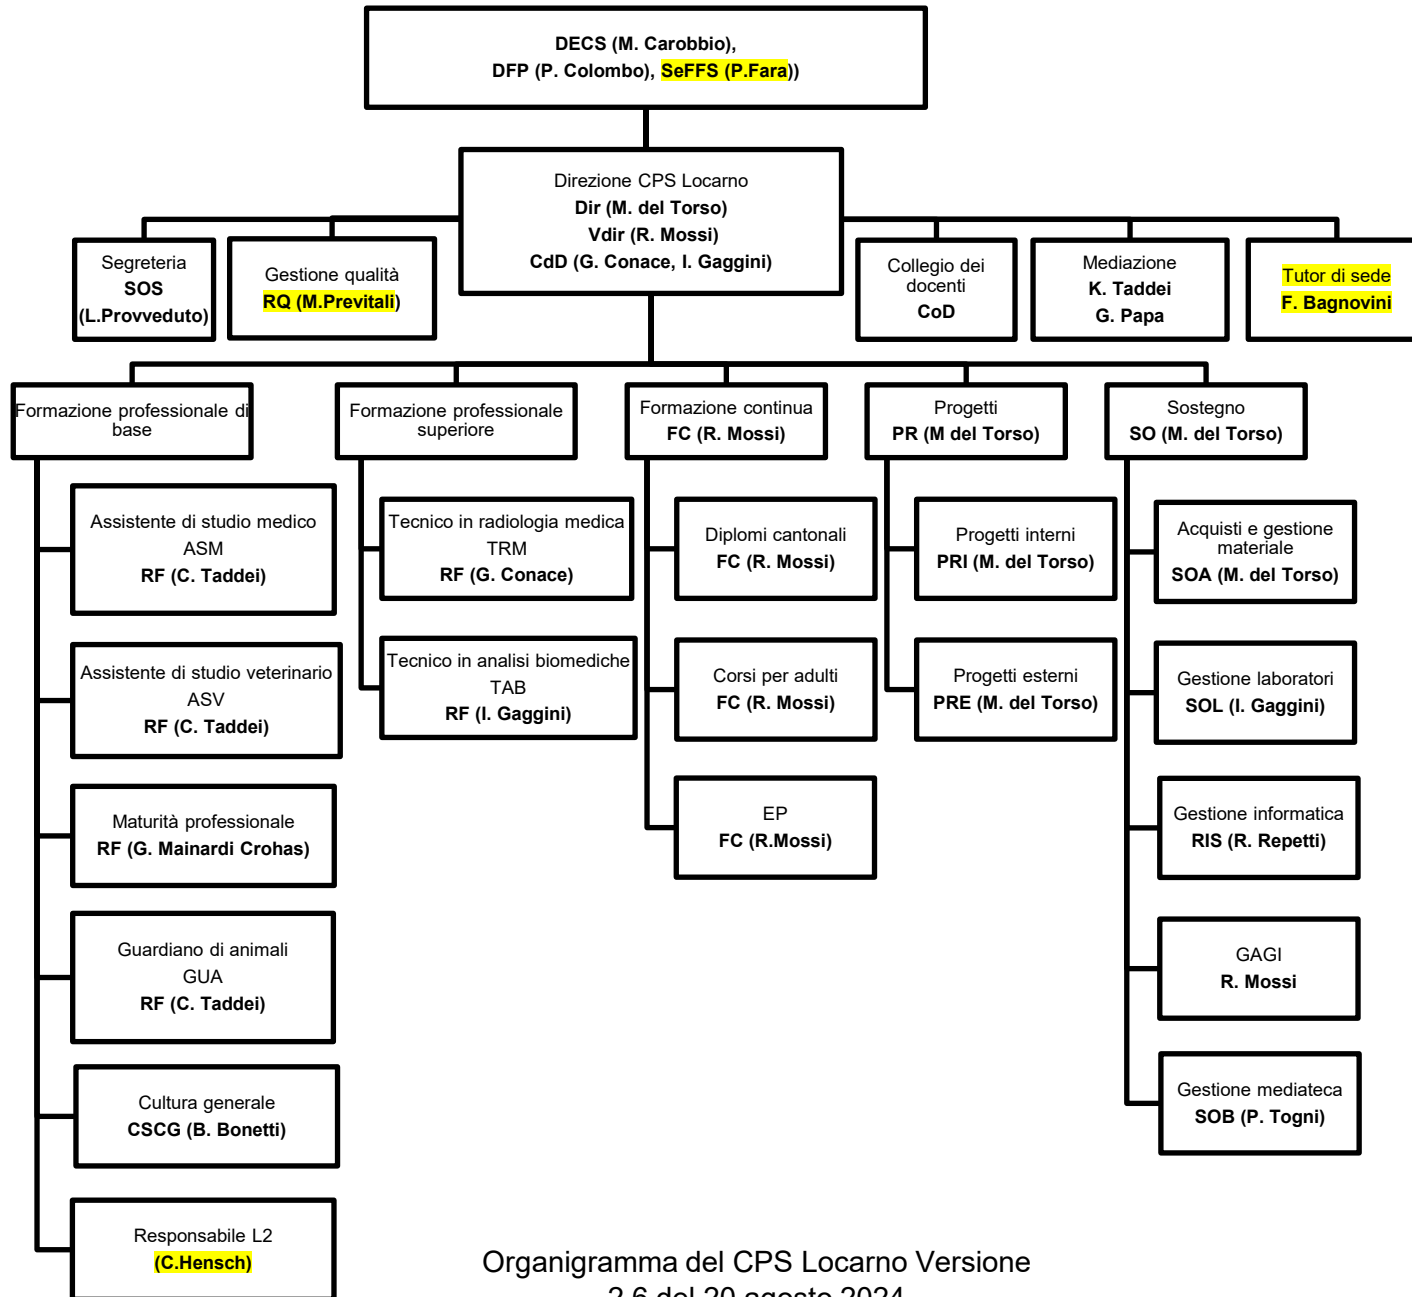 DECS (M. Carobbio),
DFP (P. Colombo), SeFFS (P.Fara))
Direzione CPS Locarno
Dir (M. del Torso)
Vdir (R. Mossi)
CdD (G. Conace, I. Gaggini)
Segreteria
SOS
(L.Provveduto)
Gestione qualità
RQ (M.Previtali)
Collegio dei
docenti
CoD
Mediazione
K. Taddei
G. Papa
Tutor di sede
F. Bagnovini
Formazione professionale di
base
Formazione professionale
superiore
Formazione continua
FC (R. Mossi)
Progetti
PR (M del Torso)
Sostegno
SO (M. del Torso)
Assistente di studio medico
ASM
RF (C. Taddei)
Assistente di studio veterinario
ASV
RF (C. Taddei)
Maturità professionale
RF (G. Mainardi Crohas)
Guardiano di animali
GUA
RF (C. Taddei)
Cultura generale
CSCG (B. Bonetti)
Responsabile L2
(C.Hensch)
Tecnico in radiologia medica
TRM
RF (G. Conace)
Tecnico in analisi biomediche
TAB
RF (I. Gaggini)
Diplomi cantonali
FC (R. Mossi)
Corsi per adulti
FC (R. Mossi)
EP
FC (R.Mossi)
Progetti interni
PRI (M. del Torso)
Progetti esterni
PRE (M. del Torso)
Acquisti e gestione
materiale
SOA (M. del Torso)
Gestione laboratori
SOL (I. Gaggini)
Gestione informatica
RIS (R. Repetti)
GAGI
R. Mossi
Gestione mediateca
SOB (P. Togni)
Organigramma del CPS Locarno Versione
2.6 del 20 agosto 2024